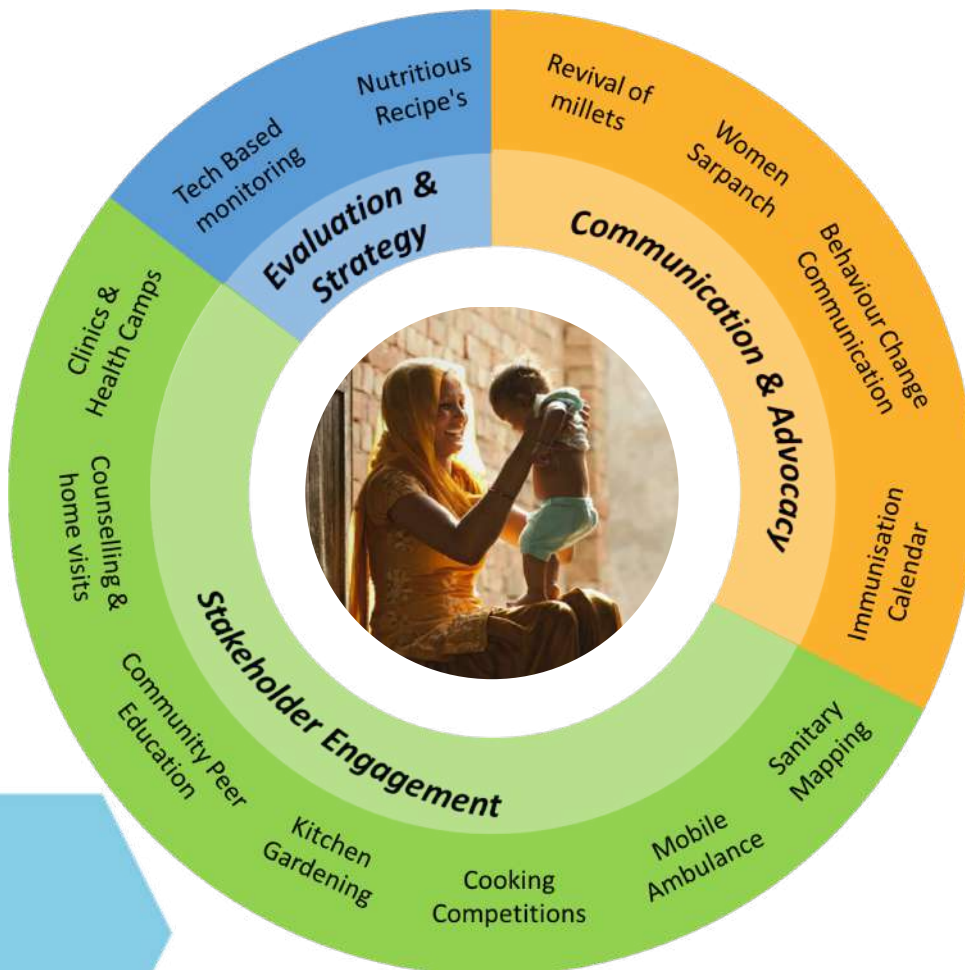 Nutritious
Recipe's
Tech Based
monitoring
Evaluation &
Strategy
Revival of
millets
Women
Sarpanch
Behaviour Change
Communication
Immunisation
Calendar
Communication & Advocacy
Clinics &
Health Camps
Counselling &
home visits
Community Peer
Education
Kitchen
Gardening
Cooking
Competitions
Mobile
Ambulance
Sanitary
Mapping
Stakeholder Engagement